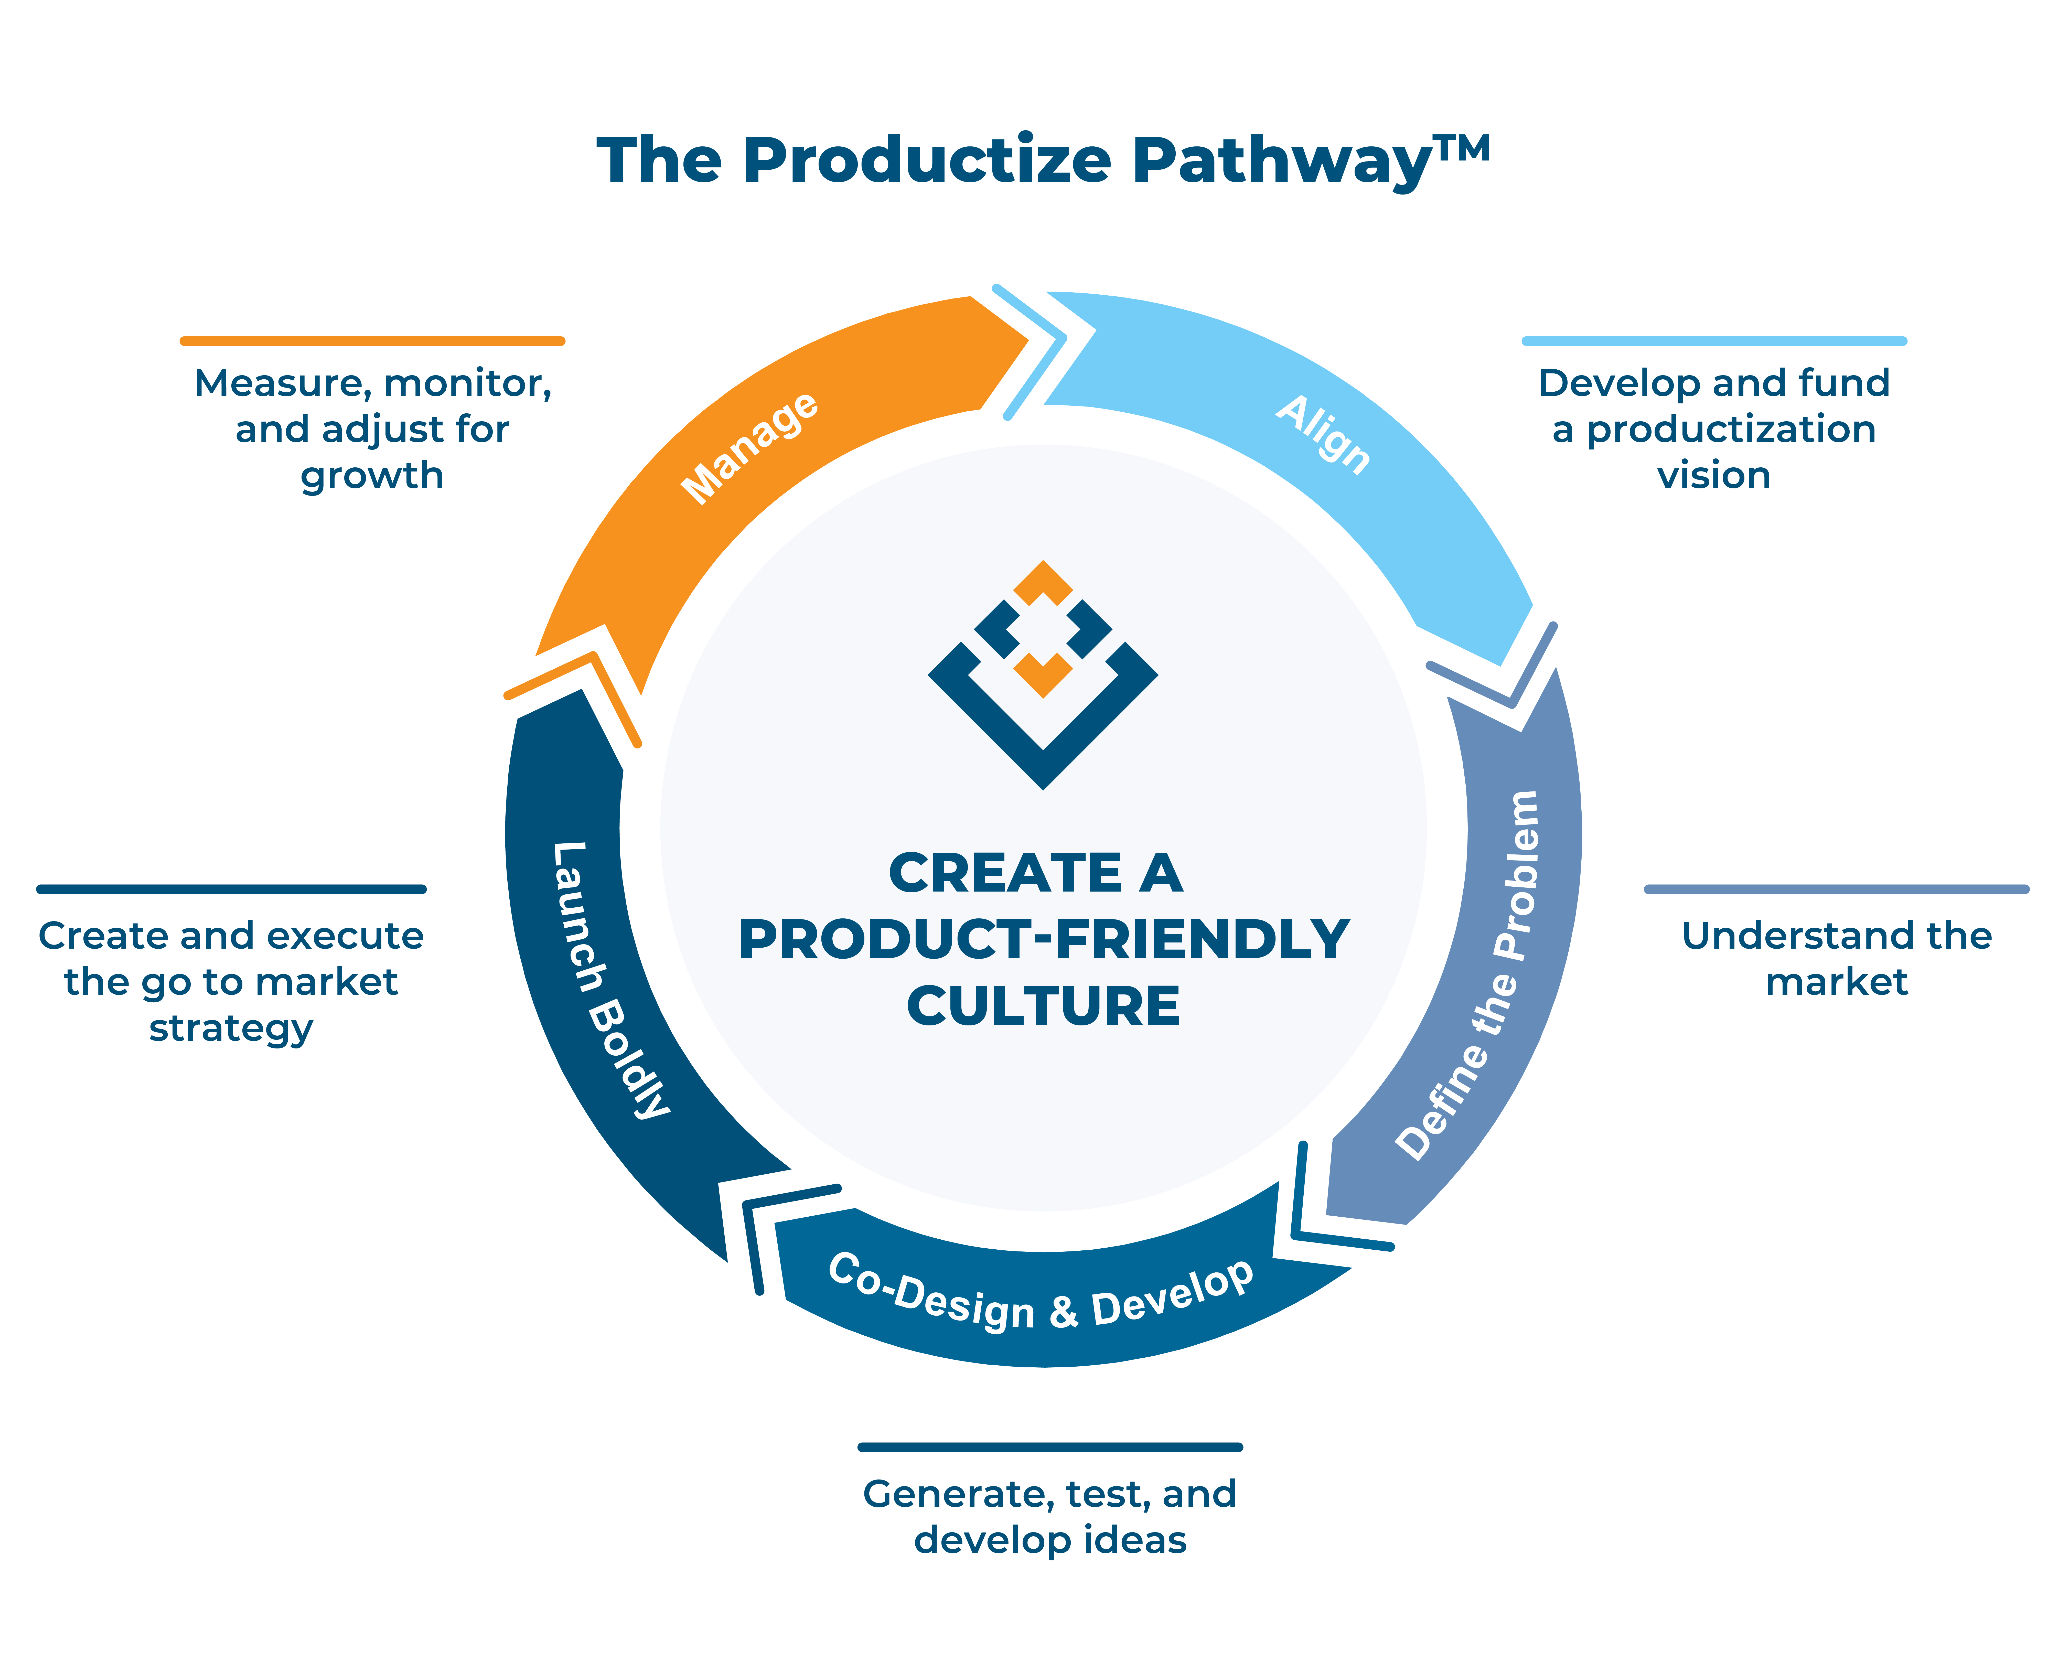 The Productize Pathway™
Measure, monitor,
and adjust for
growth
Manage
Align
Develop and fund
a productization
vision
CREATE A
PRODUCT-FRIENDLY
CULTURE
Launch Boldly
Define the Problem
Create and execute
the go to market
strategy
Understand the
market
Co-Design & Develop
Generate, test, and
develop ideas